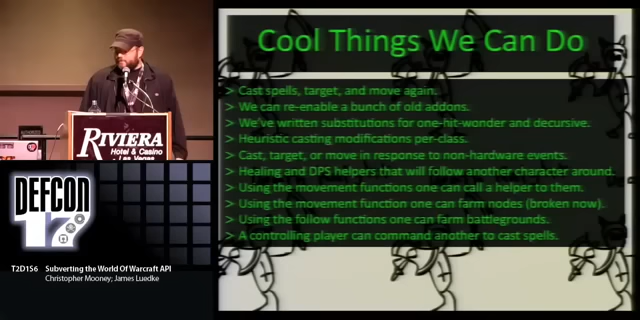 Cool Things We Can Do
> Cast spells, target, and move again.
> We can re-enable a bunch of old addons.
> We've written substitutions for one-hit-wonder and decursive.
> Heuristic casting modifications per-class.
> Cast, target, or move in response to non-hardware events.
> Healing and DPS helpers that will follow another character around.
> Using the movement functions one can call a helper to them.
> Using the movement function one can farm nodes (broken now).
> Using the follow functions one can farm battlegrounds.
> A controlling player can command another to cast spells.
RIVIERA
Hotel & Casino
Las Vegas
DEFCON
17
T2D1S6 Subverting the World Of Warcraft API
Christopher Mooney; James Luedke